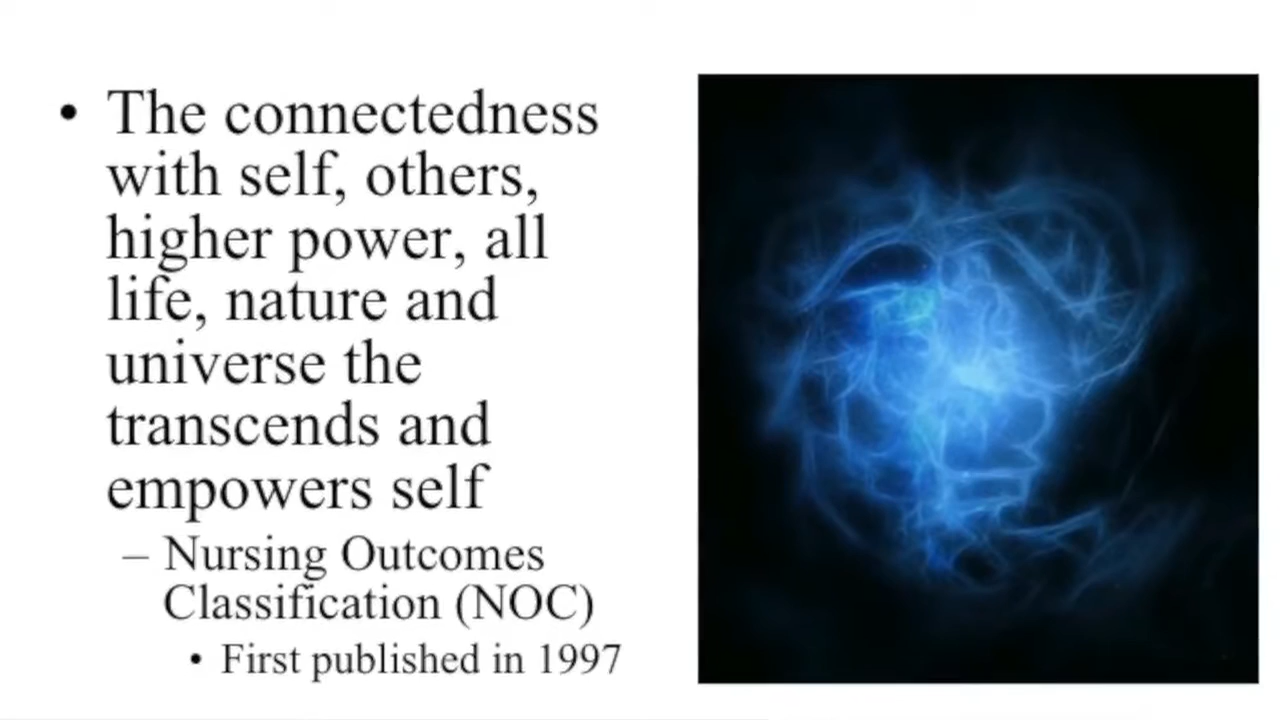 • The connectedness
with self, others,
higher power, all
life, nature and
universe the
transcends and
empowers self
– Nursing Outcomes
Classification (NOC)
• First published in 1997